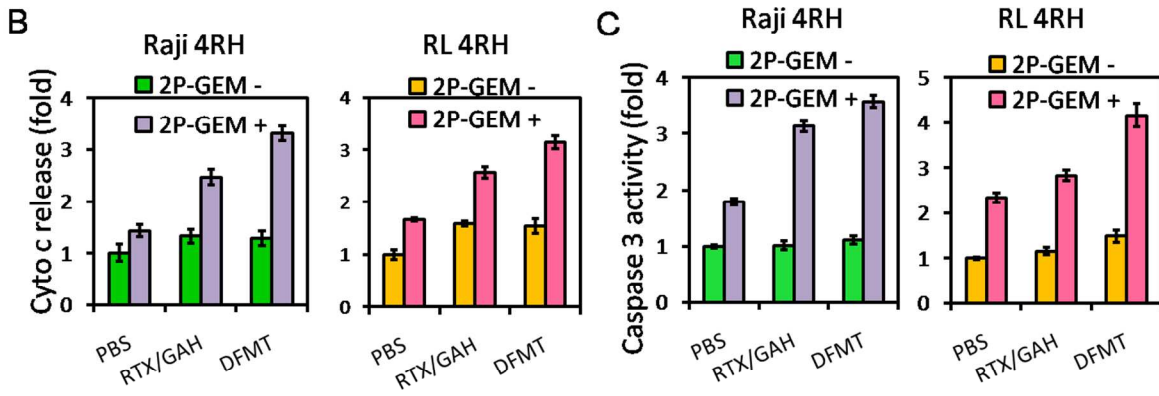 B
Raji 4RH
2P-GEM -
2P-GEM +
Cyto c release (fold)
4
3
2
1
0
PBS
RTX/GAH
DFMT
RL 4RH
2P-GEM -
2P-GEM +
4
3
2
1
0
PBS
RTX/GAH
DFMT
C
Raji 4RH
2P-GEM -
2P-GEM +
Caspase 3 activity (fold)
4
3
2
1
0
PBS
RTX/GAH
DFMT
RL 4RH
2P-GEM -
2P-GEM +
5
4
3
2
1
0
PBS
RTX/GAH
DFMT